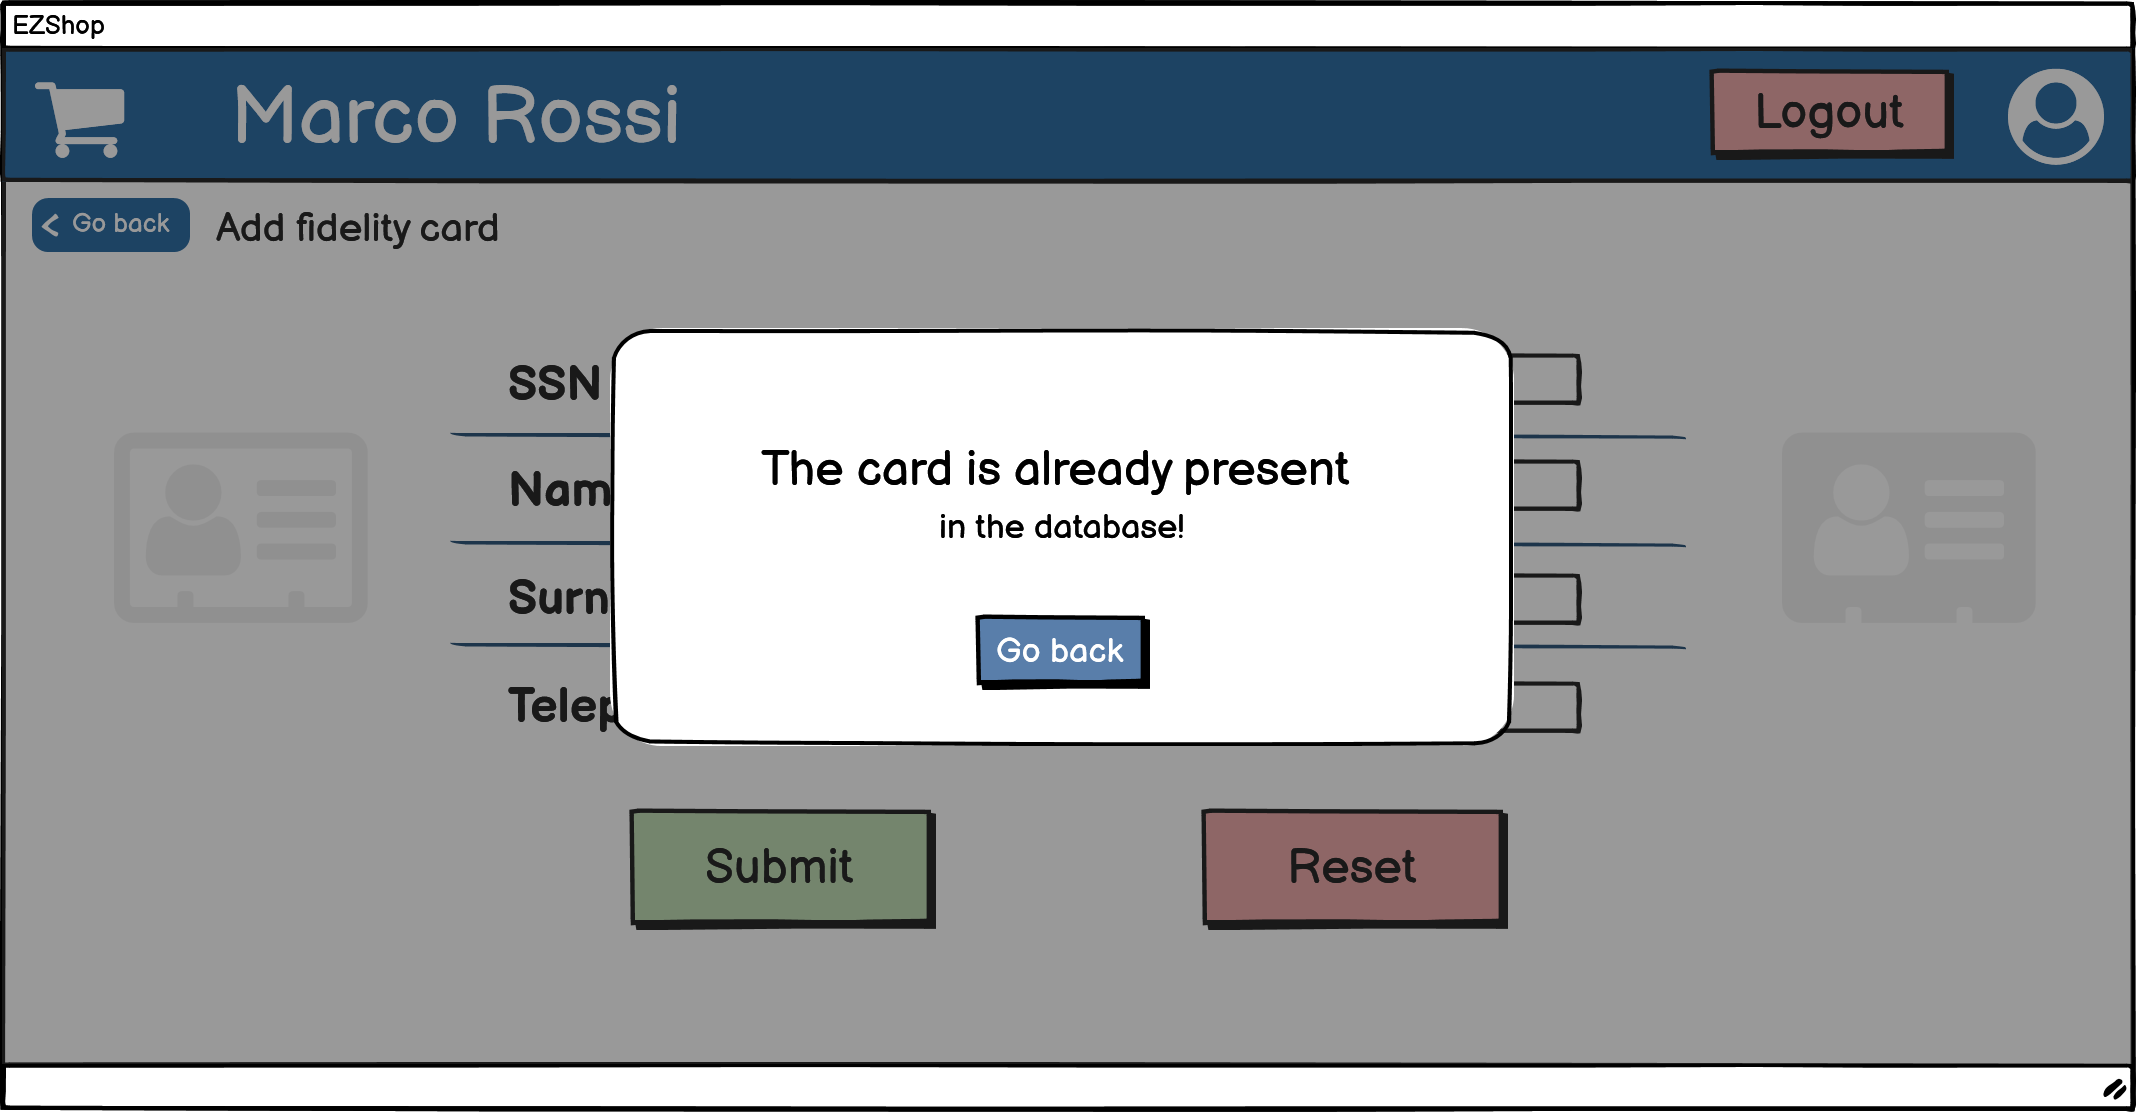 EZShop
Marco Rossi
Logout
Go back
Add fidelity card
SSN
Nam
Surn
Telep
The card is already present
in the database!
Go back
Submit
Reset